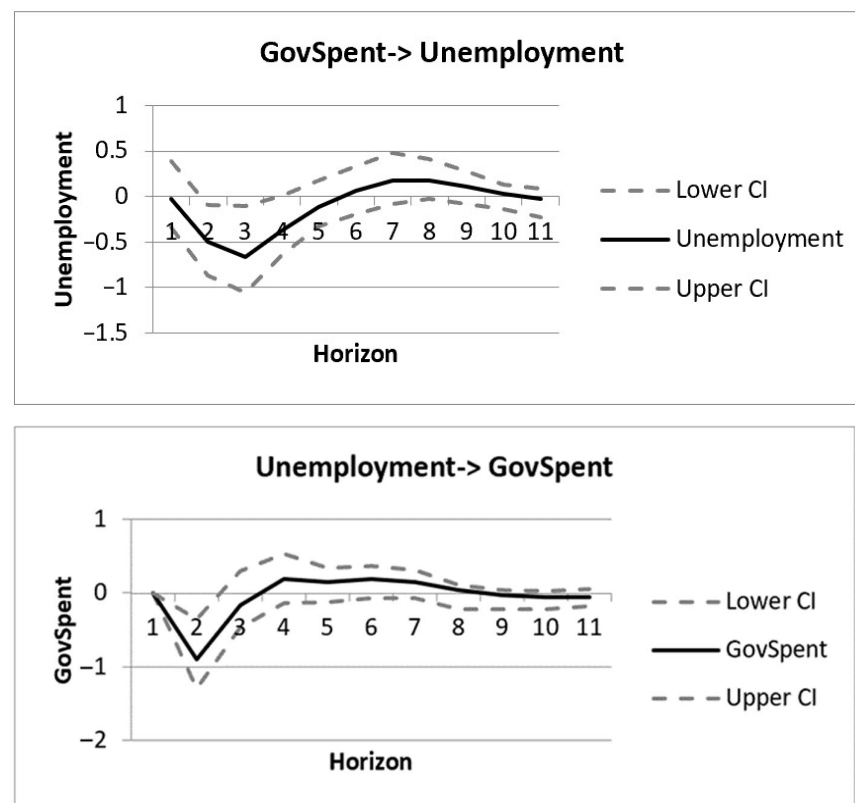 GovSpent-> Unemployment
1
0.5
0
−0.5
−1
−1.5
Unemployment
1 2 3 4 5 6 7 8 9 10 11
Horizon
Lower CI
Unemployment
Upper CI
Unemployment-> GovSpent
1
0
−1
−2
GovSpent
1 2 3 4 5 6 7 8 9 10 11
Horizon
Lower CI
GovSpent
Upper CI